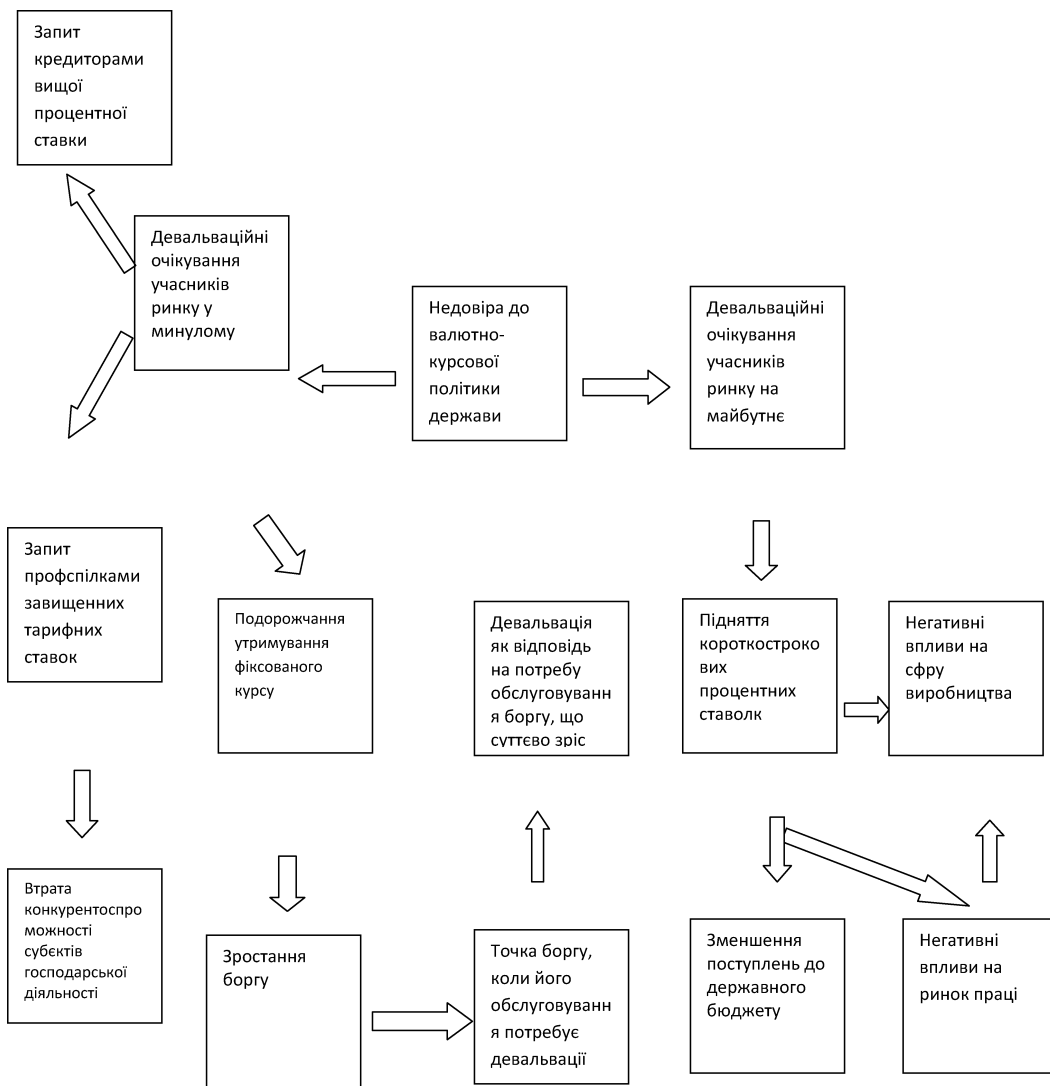 Запит
кредиторами
вищої
процентної
ставки
Девальваційні
очікування
учасників
ринку у
минулому
Недовіра до
валютно-
курсової
політики
держави
Девальваційні
очікування
учасників
ринку на
майбутнє
Запит
профспілками
завищенних
тарифних
ставок
Подорожчання
утримування
фіксованого
курсу
Девальвація
як відповідь
на потребу
обслуговуванн
я боргу, що
суттєво зріс
Підняття
короткостроко
вих
процентних
ставолк
Негативні
впливи на
сфру
виробництва
Втрата
конкурентоспро
можності
субєктів
господарської
діяльності
Зростання
боргу
Точка боргу,
коли його
обслуговуванн
я потребує
девальвації
Зменшення
поступлень до
державного
бюджету
Негативні
впливи на
ринок праці